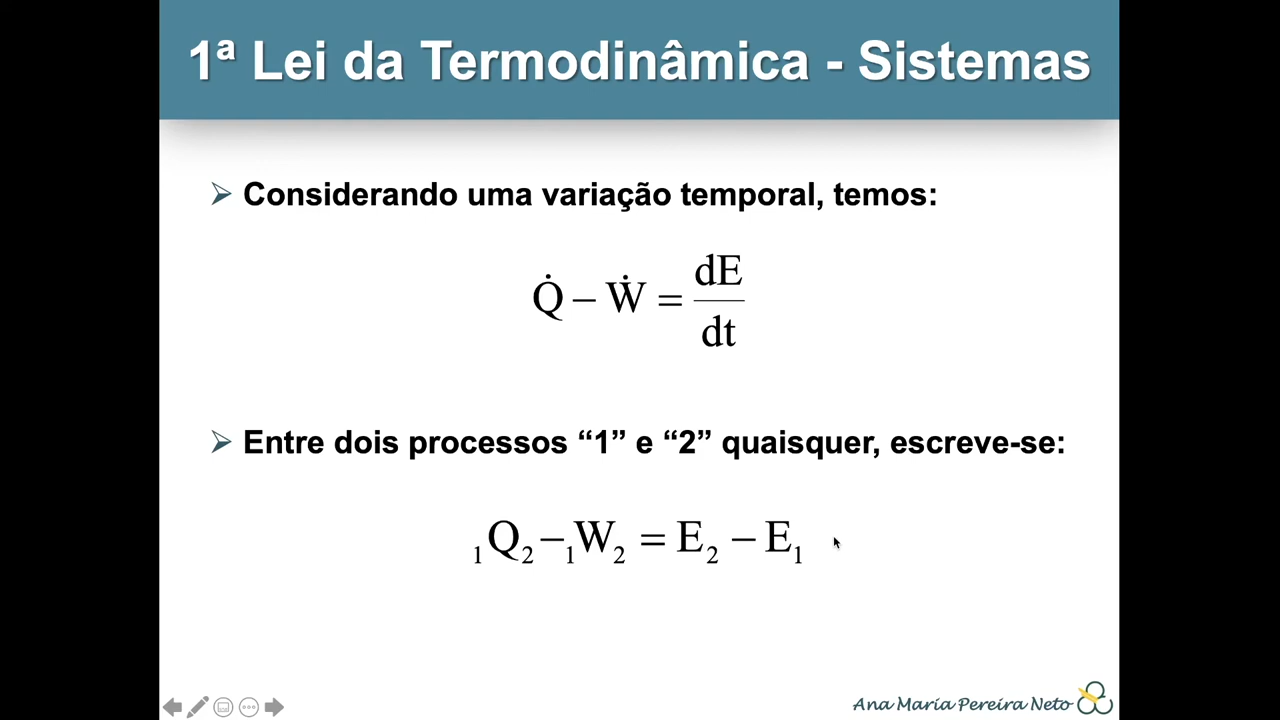 1ª Lei da Termodinâmica - Sistemas
Considerando uma variação temporal, temos:
Q̇ − Ẇ = dE/dt
Entre dois processos “1” e “2” quaisquer, escreve-se:
₁Q₂ −₁W₂ = E₂ − E₁
Ana Maria Pereira Neto